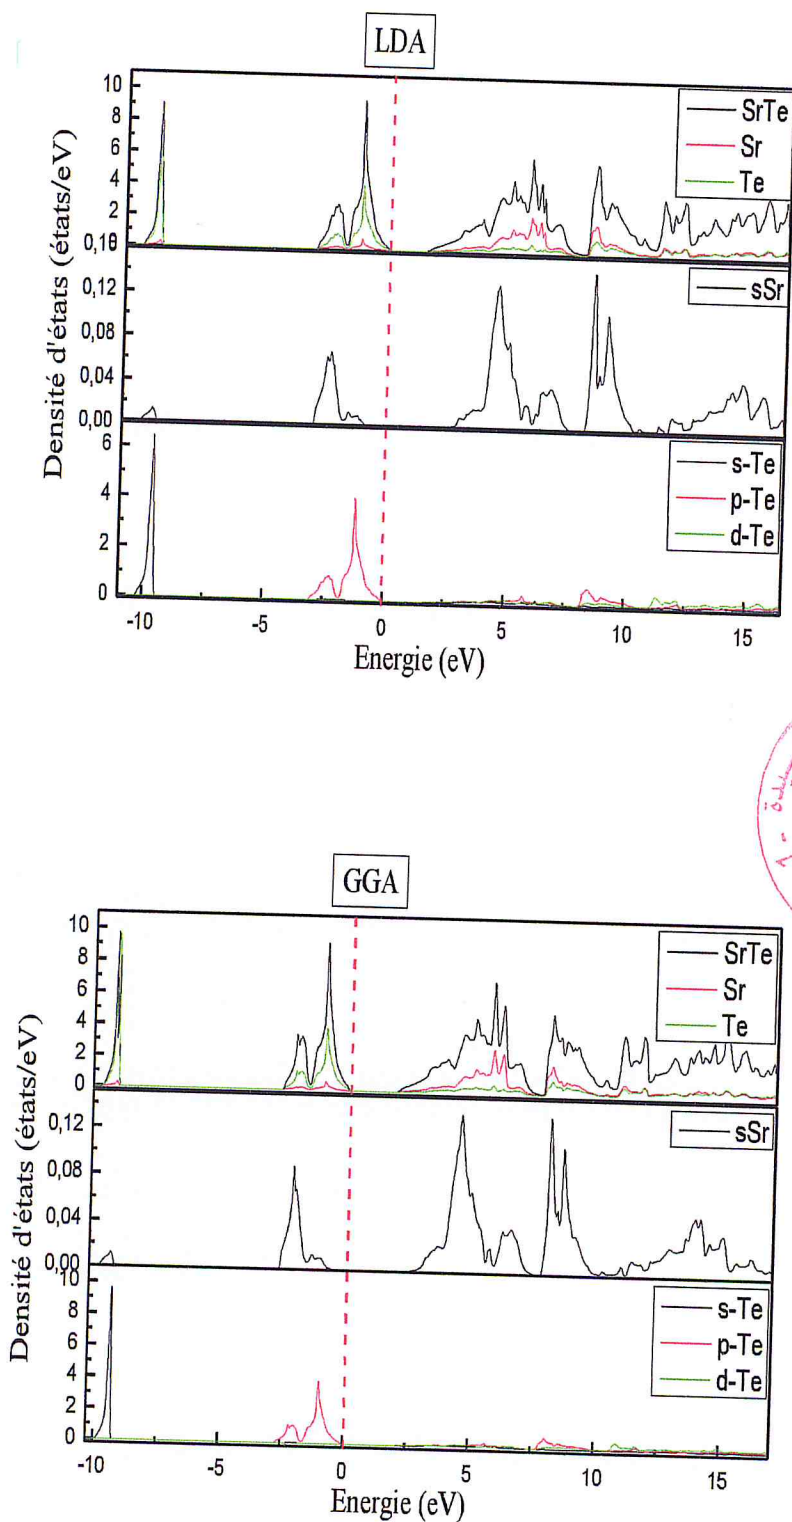 LDA
10
8
6
4
2
0,18
SrTe
Sr
Te
0,12
0,08
0,04
0,00
sSr
6
4
2
0
s-Te
p-Te
d-Te
-10 -5 0 5 10 15
Energie (eV)
Densité d'états (états/eV)
GGA
10
8
6
4
2
0
SrTe
Sr
Te
0,12
0,08
0,04
0,00
sSr
10
8
6
4
2
0
s-Te
p-Te
d-Te
-10 -5 0 5 10 15
Energie (eV)
Densité d'états (états/eV)